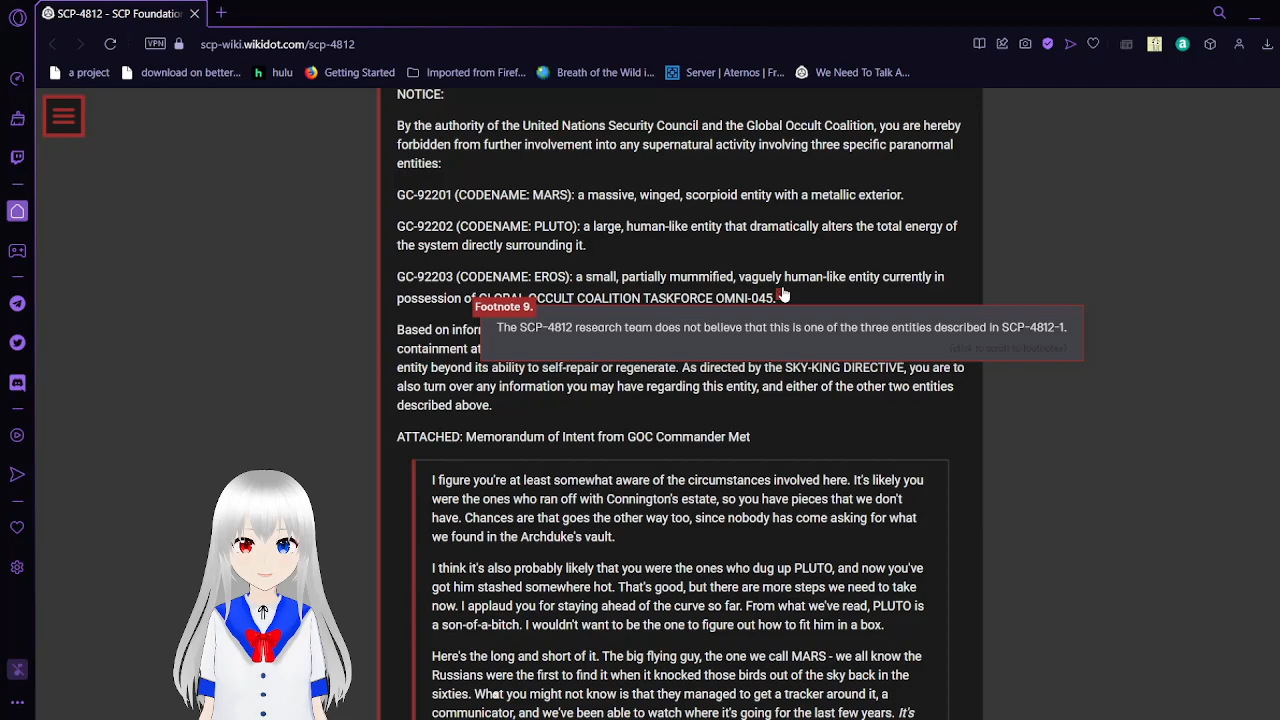 SCP-4812 - SCP Foundation
VPN
scp-wiki.wikidot.com/scp-4812
a project
download on better...
hulu
Getting Started
Imported from Firef...
Breath of the Wild i...
Server | Aternos | Fr...
We Need To Talk A...
NOTICE:
By the authority of the United Nations Security Council and the Global Occult Coalition, you are hereby
forbidden from further involvement into any supernatural activity involving three specific paranormal
entities:
GC-92201 (CODENAME: MARS): a massive, winged, scorpioid entity with a metallic exterior.
GC-92202 (CODENAME: PLUTO): a large, human-like entity that dramatically alters the total energy of
the system directly surrounding it.
GC-92203 (CODENAME: EROS): a small, partially mummified, vaguely human-like entity currently in
possession of GLOBAL OCCULT COALITION TASKFORCE OMNI-045.
Footnote 9.
The SCP-4812 research team does not believe that this is one of the three entities described in SCP-4812-1.
(click to scroll to footnotes)
Based on infor
containment at
entity beyond its ability to self-repair or regenerate. As directed by the SKY-KING DIRECTIVE, you are to
also turn over any information you may have regarding this entity, and either of the other two entities
described above.
ATTACHED: Memorandum of Intent from GOC Commander Met
I figure you're at least somewhat aware of the circumstances involved here. It's likely you
were the ones who ran off with Connington's estate, so you have pieces that we don't
have. Chances are that goes the other way too, since nobody has come asking for what
we found in the Archduke's vault.
I think it's also probably likely that you were the ones who dug up PLUTO, and now you've
got him stashed somewhere hot. That's good, but there are more steps we need to take
now. I applaud you for staying ahead of the curve so far. From what we've read, PLUTO is
a son-of-a-bitch. I wouldn't want to be the one to figure out how to fit him in a box.
Here's the long and short of it. The big flying guy, the one we call MARS - we all know the
Russians were the first to find it when it knocked those birds out of the sky back in the
sixties. What you might not know is that they managed to get a tracker around it, a
communicator, and we've been able to watch where it's going for the last few years. It's